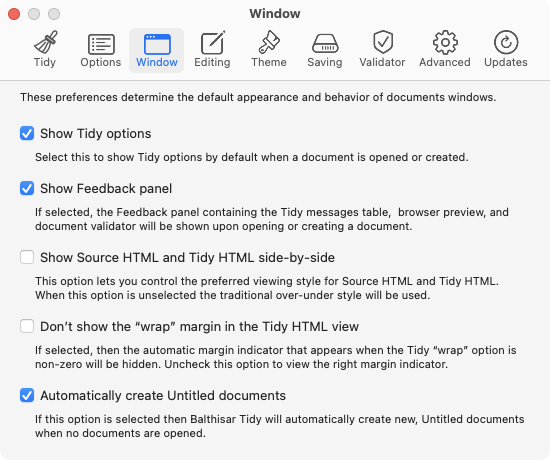 Window
Tidy
Options
Window
Editing
Theme
Saving
Validator
Advanced
Updates
These preferences determine the default appearance and behavior of documents windows.
Show Tidy options
Select this to show Tidy options by default when a document is opened or created.
Show Feedback panel
If selected, the Feedback panel containing the Tidy messages table,  browser preview, and
document validator will be shown upon opening or creating a document.
Show Source HTML and Tidy HTML side-by-side
This option lets you control the preferred viewing style for Source HTML and Tidy HTML.
When this option is unselected the traditional over-under style will be used.
Don’t show the “wrap” margin in the Tidy HTML view
If selected, then the automatic margin indicator that appears when the Tidy “wrap” option is
non-zero will be hidden. Uncheck this option to view the right margin indicator.
Automatically create Untitled documents
If this option is selected then Balthisar Tidy will automatically create new, Untitled documents
when no documents are opened.